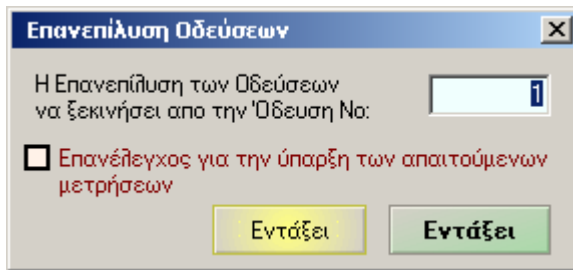 Επανεπίλυση Οδεύσεων
Η Επανεπίλυση των Οδεύσεων
να ξεκινήσει απο την Όδευση Νο:
1
Επανέλεγχος για την ύπαρξη των απαιτούμενων
μετρήσεων
Εντάξει
Εντάξει